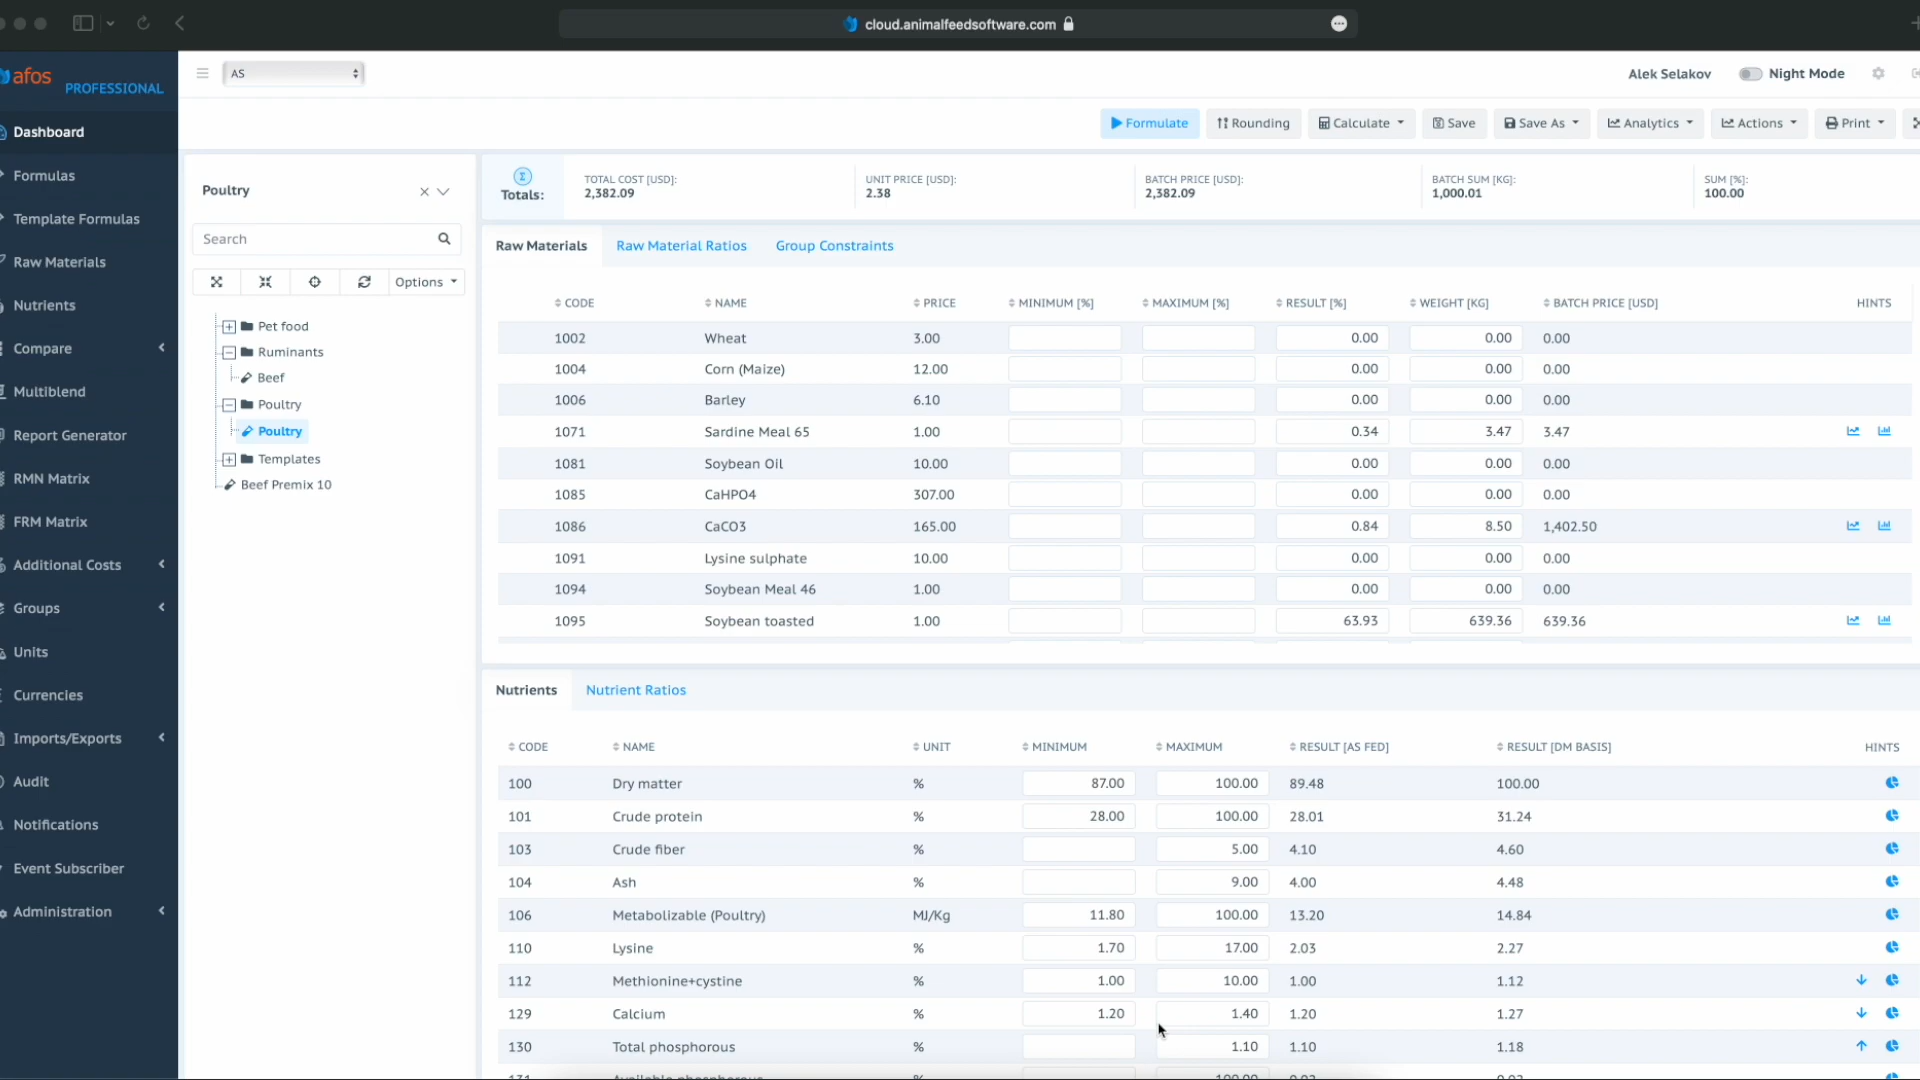 cloud.animalfeedsoftware.com
afos PROFESSIONAL
AS
Alek Selakov
Night Mode
Formulate
Rounding
Calculate
Save
Save As
Analytics
Actions
Print
Dashboard
Formulas
Template Formulas
Raw Materials
Nutrients
Compare
Multiblend
Report Generator
RMN Matrix
FRM Matrix
Additional Costs
Groups
Units
Currencies
Imports/Exports
Audit
Notifications
Event Subscriber
Administration
Poultry
Search
Options
Pet food
Ruminants
Beef
Poultry
Poultry
Templates
Beef Premix 10
Totals:
TOTAL COST [USD]:
2,382.09
UNIT PRICE [USD]:
2.38
BATCH PRICE [USD]:
2,382.09
BATCH SUM [KG]:
1,000.01
SUM [%]:
100.00
Raw Materials Raw Material Ratios Group Constraints
CODE NAME PRICE MINIMUM [%] MAXIMUM [%] RESULT [%] WEIGHT [KG] BATCH PRICE [USD] HINTS
1002 Wheat 3.00 0.00 0.00 0.00
1004 Corn (Maize) 12.00 0.00 0.00 0.00
1006 Barley 6.10 0.00 0.00 0.00
1071 Sardine Meal 65 1.00 0.34 3.47 3.47
1081 Soybean Oil 10.00 0.00 0.00 0.00
1085 CaHPO4 307.00 0.00 0.00 0.00
1086 CaCO3 165.00 0.84 8.50 1,402.50
1091 Lysine sulphate 10.00 0.00 0.00 0.00
1094 Soybean Meal 46 1.00 0.00 0.00 0.00
1095 Soybean toasted 1.00 63.93 639.36 639.36
Nutrients Nutrient Ratios
CODE NAME UNIT MINIMUM MAXIMUM RESULT [AS FED] RESULT [DM BASIS] HINTS
100 Dry matter % 87.00 100.00 89.48 100.00
101 Crude protein % 28.00 100.00 28.01 31.24
103 Crude fiber % 5.00 4.10 4.60
104 Ash % 9.00 4.00 4.48
106 Metabolizable (Poultry) MJ/Kg 11.80 100.00 13.20 14.84
110 Lysine % 1.70 17.00 2.03 2.27
112 Methionine+cystine % 1.00 10.00 1.00 1.12
129 Calcium % 1.20 1.40 1.20 1.27
130 Total phosphorous % 1.10 1.10 1.18